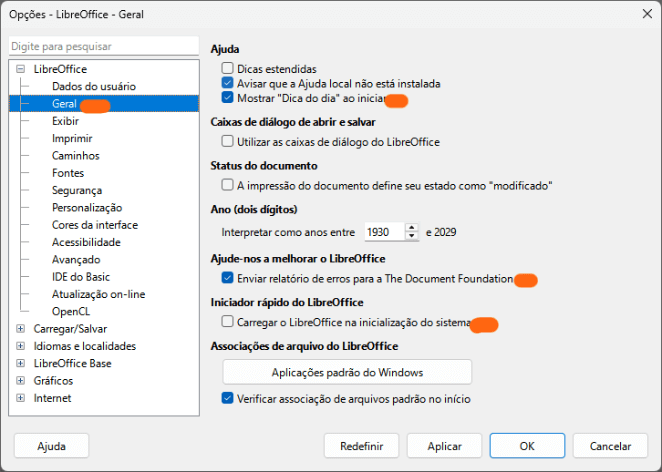 Opções - LibreOffice - Geral
Digite para pesquisar
LibreOffice
Dados do usuário
Geral
Exibir
Imprimir
Caminhos
Fontes
Segurança
Personalização
Cores da interface
Acessibilidade
Avançado
IDE do Basic
Atualização on-line
OpenCL
Carregar/Salvar
Idiomas e localidades
LibreOffice Base
Gráficos
Internet
Ajuda
Dicas estendidas
Avisar que a Ajuda local não está instalada
Mostrar "Dica do dia" ao iniciar
Caixas de diálogo de abrir e salvar
Utilizar as caixas de diálogo do LibreOffice
Status do documento
A impressão do documento define seu estado como "modificado"
Ano (dois dígitos)
Interpretar como anos entre 1930 e 2029
Ajude-nos a melhorar o LibreOffice
Enviar relatório de erros para a The Document Foundation
Iniciador rápido do LibreOffice
Carregar o LibreOffice na inicialização do sistema
Associações de arquivo do LibreOffice
Aplicações padrão do Windows
Verificar associação de arquivos padrão no início
Ajuda
Redefinir
Aplicar
OK
Cancelar